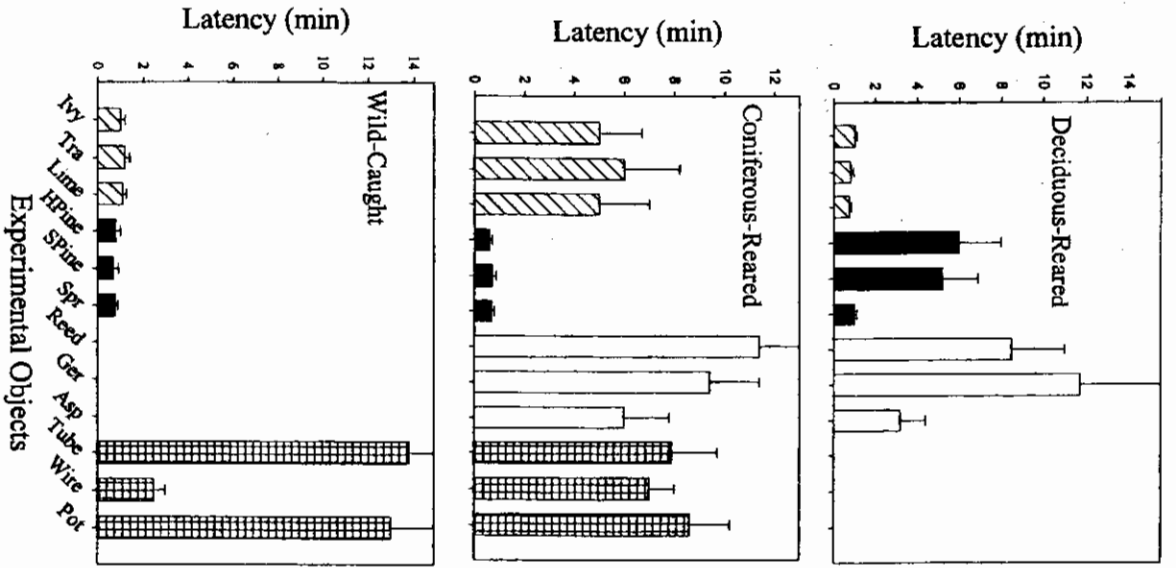 Latency (min)
0 2 4 6 8 10 12 14
Deciduous-Reared
Latency (min)
0 2 4 6 8 10 12
Coniferous-Reared
Latency (min)
0 2 4 6 8 10 12 14
Wild-Caught
Ivy
Tra
Lime
HPine
SPine
Spr
Reed
Ger
Asp
Tube
Wire
Pot
Experimental Objects